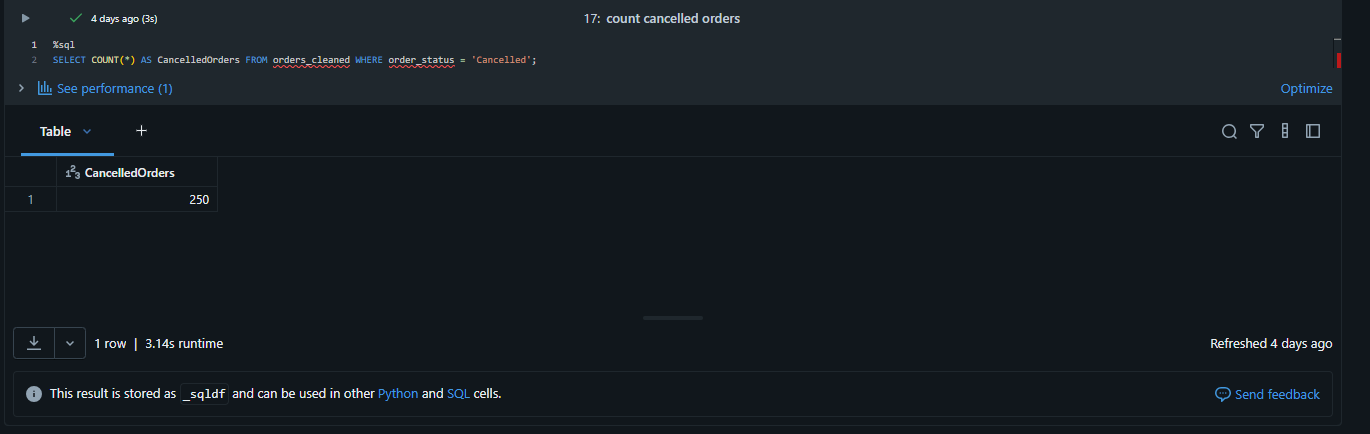 4 days ago (3s)
17: count cancelled orders
1 %sql
2 SELECT COUNT(*) AS CancelledOrders FROM orders_cleaned WHERE order_status = 'Cancelled';
See performance (1)
Optimize
Table
+
123 CancelledOrders
1 250
1 row | 3.14s runtime
Refreshed 4 days ago
This result is stored as _sqldf and can be used in other Python and SQL cells.
Send feedback